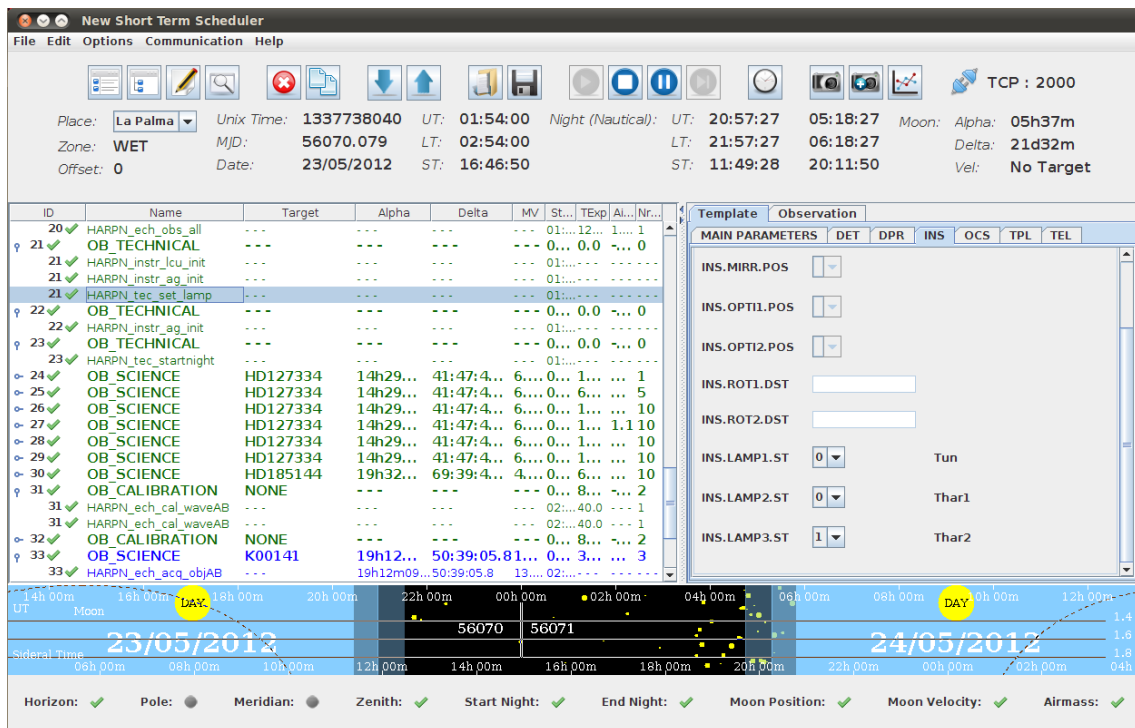 New Short Term Scheduler
File Edit Options Communication Help
TCP : 2000
Place: La Palma Unix Time: 1337738040 UT: 01:54:00 Night (Nautical): UT: 20:57:27 05:18:27 Moon: Alpha: 05h37m
Zone: WET MJD: 56070.079 LT: 02:54:00 LT: 21:57:27 06:18:27 Delta: 21d32m
Offset: 0 Date: 23/05/2012 ST: 16:46:50 ST: 11:49:28 20:11:50 Vel: No Target
ID Name Target Alpha Delta MV St... TExp Ai... Nr...
20 HARPN_ech_obs_all - - - - - - - - - - - - 01:... 12... 1.... 1
21 OB_TECHNICAL - - - - - - - - - - - - 0... 0.0 -... 0
21 HARPN_instr_lcu_init - - - - - - - - - - - - 01:... - - - - - - - - -
21 HARPN_instr_ag_init - - - - - - - - - - - - 01:... - - - - - - - - -
21 HARPN_tec_set_lamp - - - - - - - - - - - - 01:... - - - - - - - - -
22 OB_TECHNICAL - - - - - - - - - - - - 0... 0.0 -... 0
22 HARPN_instr_ag_init - - - - - - - - - - - - 01:... - - - - - - - - -
23 OB_TECHNICAL - - - - - - - - - - - - 0... 0.0 -... 0
23 HARPN_tec_startnight - - - - - - - - - - - - 01:... - - - - - - - - -
24 OB_SCIENCE HD127334 14h29... 41:47:4... 6.... 0... 1... ... 1
25 OB_SCIENCE HD127334 14h29... 41:47:4... 6.... 0... 6... ... 5
26 OB_SCIENCE HD127334 14h29... 41:47:4... 6.... 0... 1... ... 10
27 OB_SCIENCE HD127334 14h29... 41:47:4... 6.... 0... 1... 1.1 10
28 OB_SCIENCE HD127334 14h29... 41:47:4... 6.... 0... 1... ... 10
29 OB_SCIENCE HD127334 14h29... 41:47:4... 6.... 0... 1... ... 10
30 OB_SCIENCE HD185144 19h32... 69:39:4... 4.... 0... 6... ... 10
31 OB_CALIBRATION NONE - - - - - - - - - 0... 8... -... 2
31 HARPN_ech_cal_waveAB - - - - - - - - - - - - 02:... 40.0 - - - 1
31 HARPN_ech_cal_waveAB - - - - - - - - - - - - 02:... 40.0 - - - 1
32 OB_CALIBRATION NONE - - - - - - - - - 0... 8... -... 2
33 OB_SCIENCE K00141 19h12... 50:39:05.8 1... 0... 3... ... 3
33 HARPN_ech_acq_objAB - - - 19h12m09... 50:39:05.8 13.... 02:... - - - - - - - - -
Template Observation
MAIN PARAMETERS DET DPR INS OCS TPL TEL
INS.MIRR.POS
INS.OPTI1.POS
INS.OPTI2.POS
INS.ROT1.DST
INS.ROT2.DST
INS.LAMP1.ST 0 Tun
INS.LAMP2.ST 0 Thar1
INS.LAMP3.ST 1 Thar2
14h 00m 16h 00m 18h 00m 20h 00m 22h 00m 00h 00m 02h 00m 04h 00m 06h 00m 08h 00m 10h 00m 12h 00m
UT Moon DAY DAY
1.4
56070 56071
1.6
23/05/2012 24/05/2012
Sideral Time 1.8
06h 00m 08h 00m 10h 00m 12h 00m 14h 00m 16h 00m 18h 00m 20h 00m 22h 00m 00h 00m 02h 00m 04h
Horizon: Pole: Meridian: Zenith: Start Night: End Night: Moon Position: Moon Velocity: Airmass: